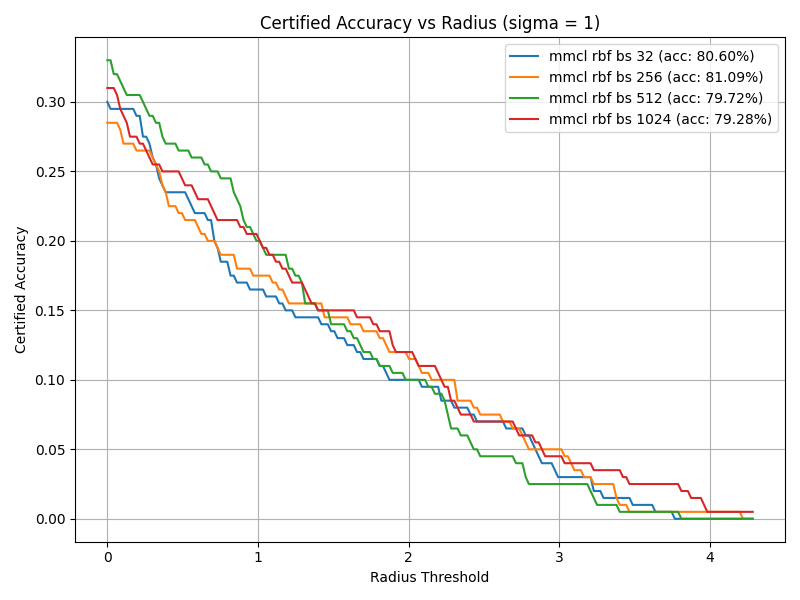 Certified Accuracy vs Radius (sigma = 1)
mmcl rbf bs 32 (acc: 80.60%)
mmcl rbf bs 256 (acc: 81.09%)
mmcl rbf bs 512 (acc: 79.72%)
mmcl rbf bs 1024 (acc: 79.28%)
Certified Accuracy
0.30
0.25
0.20
0.15
0.10
0.05
0.00
0 1 2 3 4
Radius Threshold